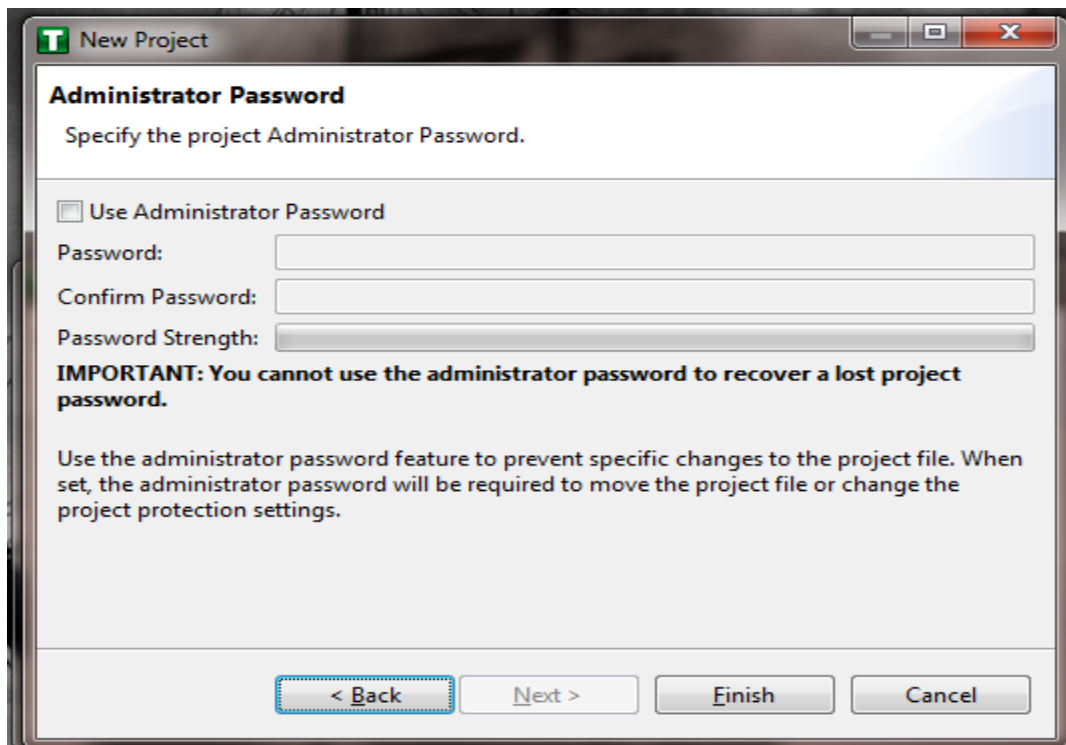 T New Project
Administrator Password
Specify the project Administrator Password.
Use Administrator Password
Password:
Confirm Password:
Password Strength:
IMPORTANT: You cannot use the administrator password to recover a lost project
password.
Use the administrator password feature to prevent specific changes to the project file. When
set, the administrator password will be required to move the project file or change the
project protection settings.
< Back Next > Finish Cancel